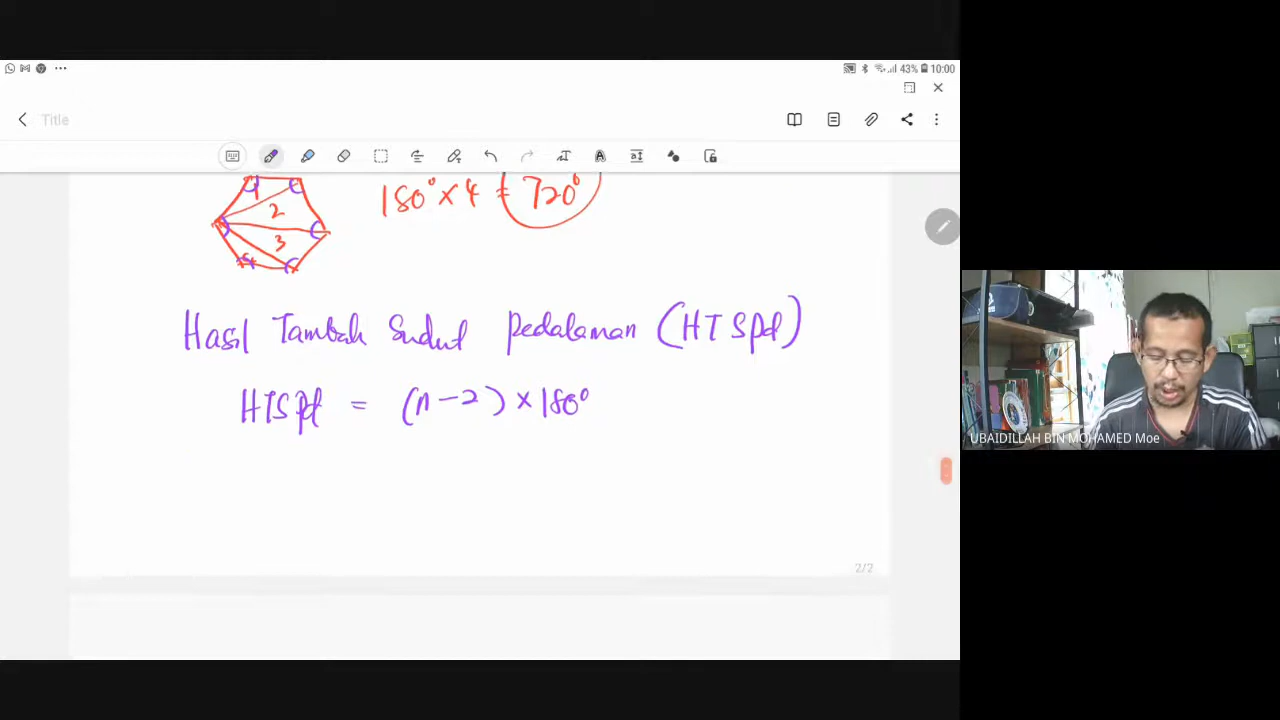 43% 10:00
Title
1
2
3
4
180° × 4 = 720°
Hasil Tambah Sudut pedalaman (HTSPd)
HTSPd = (n - 2) × 180°
2/2
UBAIDILLAH BIN MOHAMED Moe